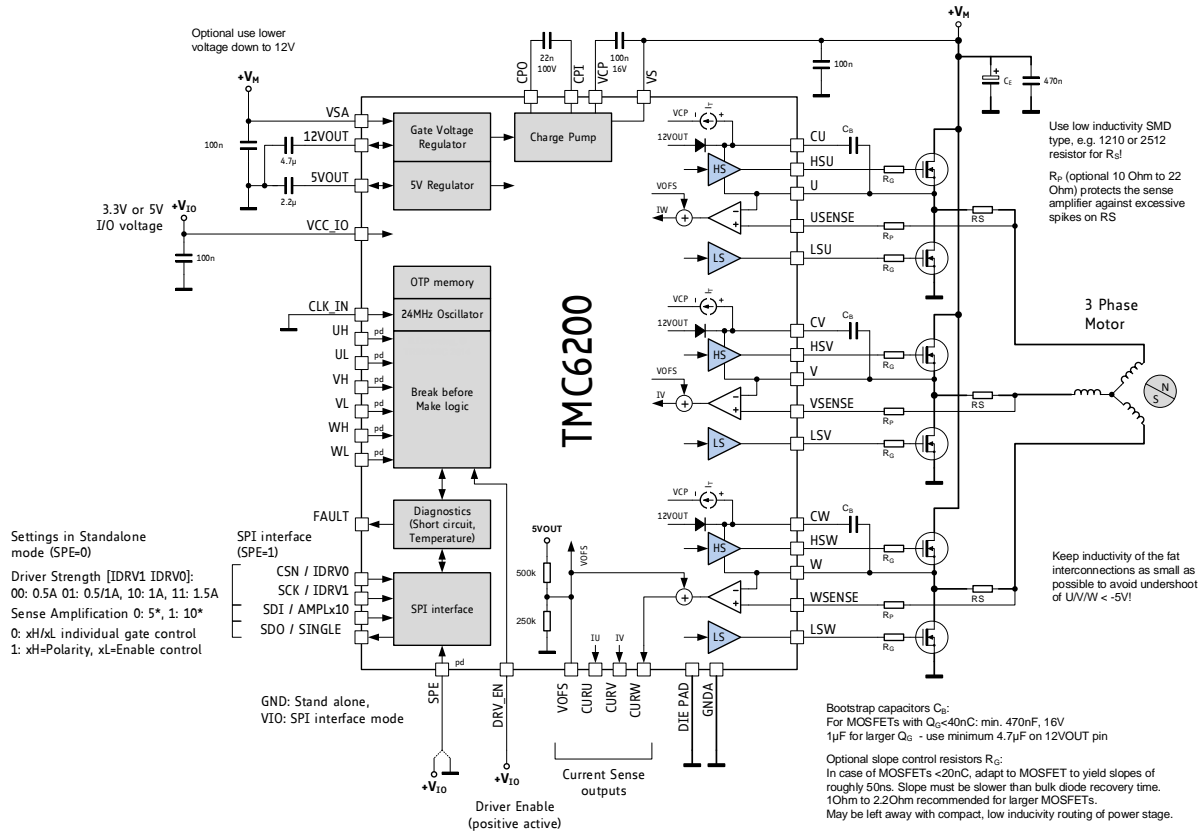 +VM
Optional use lower
voltage down to 12V
22n
100V
100n
16V
CPO
CPI
VCP
VS
100n
CE
470n
+VM
VSA
12VOUT
100n
4.7µ
5VOUT
2.2µ
Gate Voltage
Regulator
5V Regulator
Charge Pump
3.3V or 5V
I/O voltage
+VIO
VCC_IO
100n
Use low inductivity SMD
type, e.g. 1210 or 2512
resistor for RS!
RP (optional 10 Ohm to 22
Ohm) protects the sense
amplifier against excessive
spikes on RS
VCP
IT
+
12VOUT
HS
CU
CB
HSU
RG
U
VOFS
IU
+
−
+
USENSE
RP
RS
LS
LSU
RG
OTP memory
24MHz Oscillator
Break before
Make logic
CLK_IN
UH
pd
UL
pd
VH
pd
VL
pd
WH
pd
WL
pd
TMC6200
VCP
IT
+
12VOUT
HS
CV
CB
HSV
RG
V
VOFS
IV
+
−
+
VSENSE
RP
RS
LS
LSV
RG
3 Phase
Motor
N
S
FAULT
Diagnostics
(Short circuit,
Temperature)
Settings in Standalone
mode (SPE=0)
Driver Strength [IDRV1 IDRV0]:
00: 0.5A 01: 0.5/1A, 10: 1A, 11: 1.5A
Sense Amplification 0: 5*, 1: 10*
0: xH/xL individual gate control
1: xH=Polarity, xL=Enable control
SPI interface
(SPE=1)
CSN / IDRV0
SCK / IDRV1
SDI / AMPLx10
SDO / SINGLE
SPI interface
5VOUT
VOFS
500k
250k
VCP
IT
+
12VOUT
HS
CW
CB
HSW
RG
W
+
−
+
WSENSE
RP
RS
LS
LSW
RG
Keep inductivity of the fat
interconnections as small as
possible to avoid undershoot
of U/V/W < -5V!
IU
IV
pd
SPE
DRV_EN
VOFS
CURU
CURV
CURW
DIE PAD
GNDA
GND: Stand alone,
VIO: SPI interface mode
+VIO
+VIO
Driver Enable
(positive active)
Current Sense
outputs
Bootstrap capacitors CB:
For MOSFETs with QG<40nC: min. 470nF, 16V
1µF for larger QG - use minimum 4.7µF on 12VOUT pin
Optional slope control resistors RG:
In case of MOSFETs <20nC, adapt to MOSFET to yield slopes of
roughly 50ns. Slope must be slower than bulk diode recovery time.
1Ohm to 2.2Ohm recommended for larger MOSFETs.
May be left away with compact, low inducivity routing of power stage.